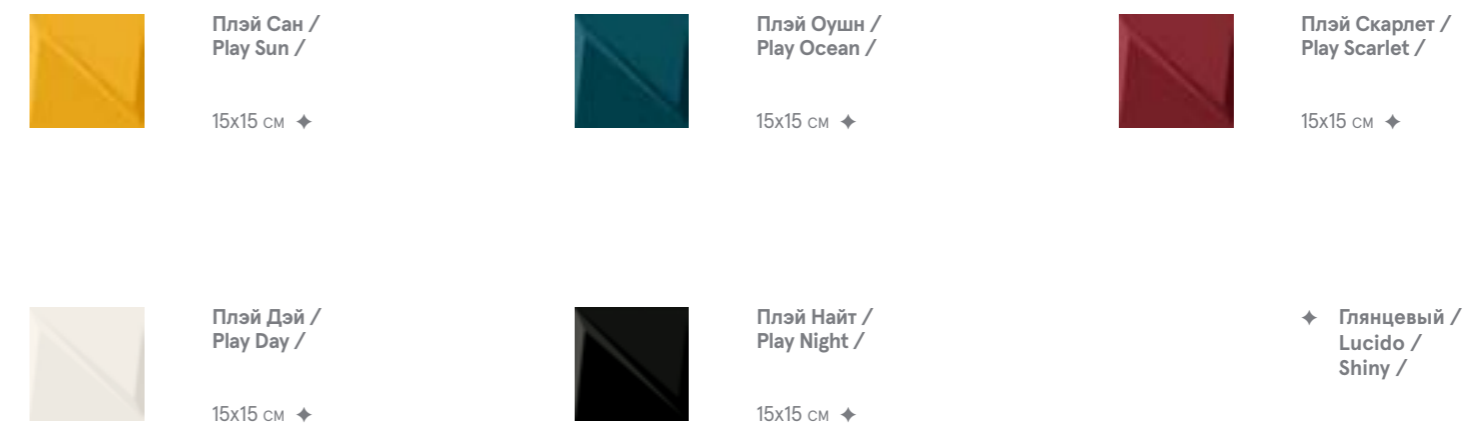 Плэй Сан /
Play Sun /
15x15 см ✦
Плэй Оушн /
Play Ocean /
15x15 см ✦
Плэй Скарлет /
Play Scarlet /
15x15 см ✦
Плэй Дэй /
Play Day /
15x15 см ✦
Плэй Найт /
Play Night /
15x15 см ✦
✦ Глянцевый /
Lucido /
Shiny /